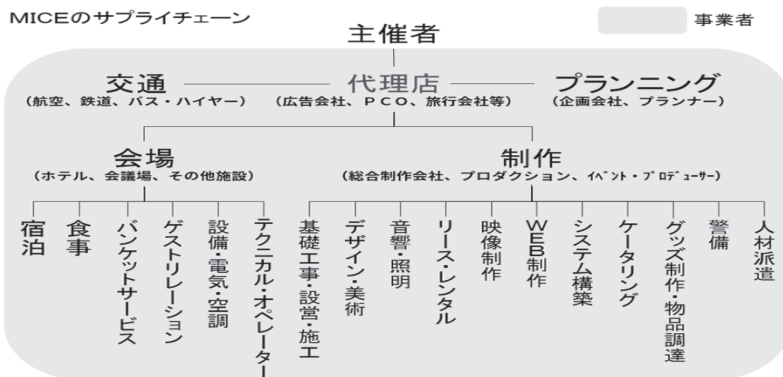 MICEのサプライチェーン
事業者
主催者
交通
(航空、鉄道、バス・ハイヤー)
代理店
(広告会社、PCO、旅行会社等)
プランニング
(企画会社、プランナー)
会場
(ホテル、会議場、その他施設)
制作
(総合制作会社、プロダクション、イベント・プロデューサー)
宿泊
食事
バンケットサービス
ゲストリレーション
設備・電気・空調
テクニカル・オペレーター
基礎工事・設営・施工
デザイン・美術
音響・照明
リース・レンタル
映像制作
WEB制作
システム構築
ケータリング
グッズ制作・物品調達
警備
人材派遣